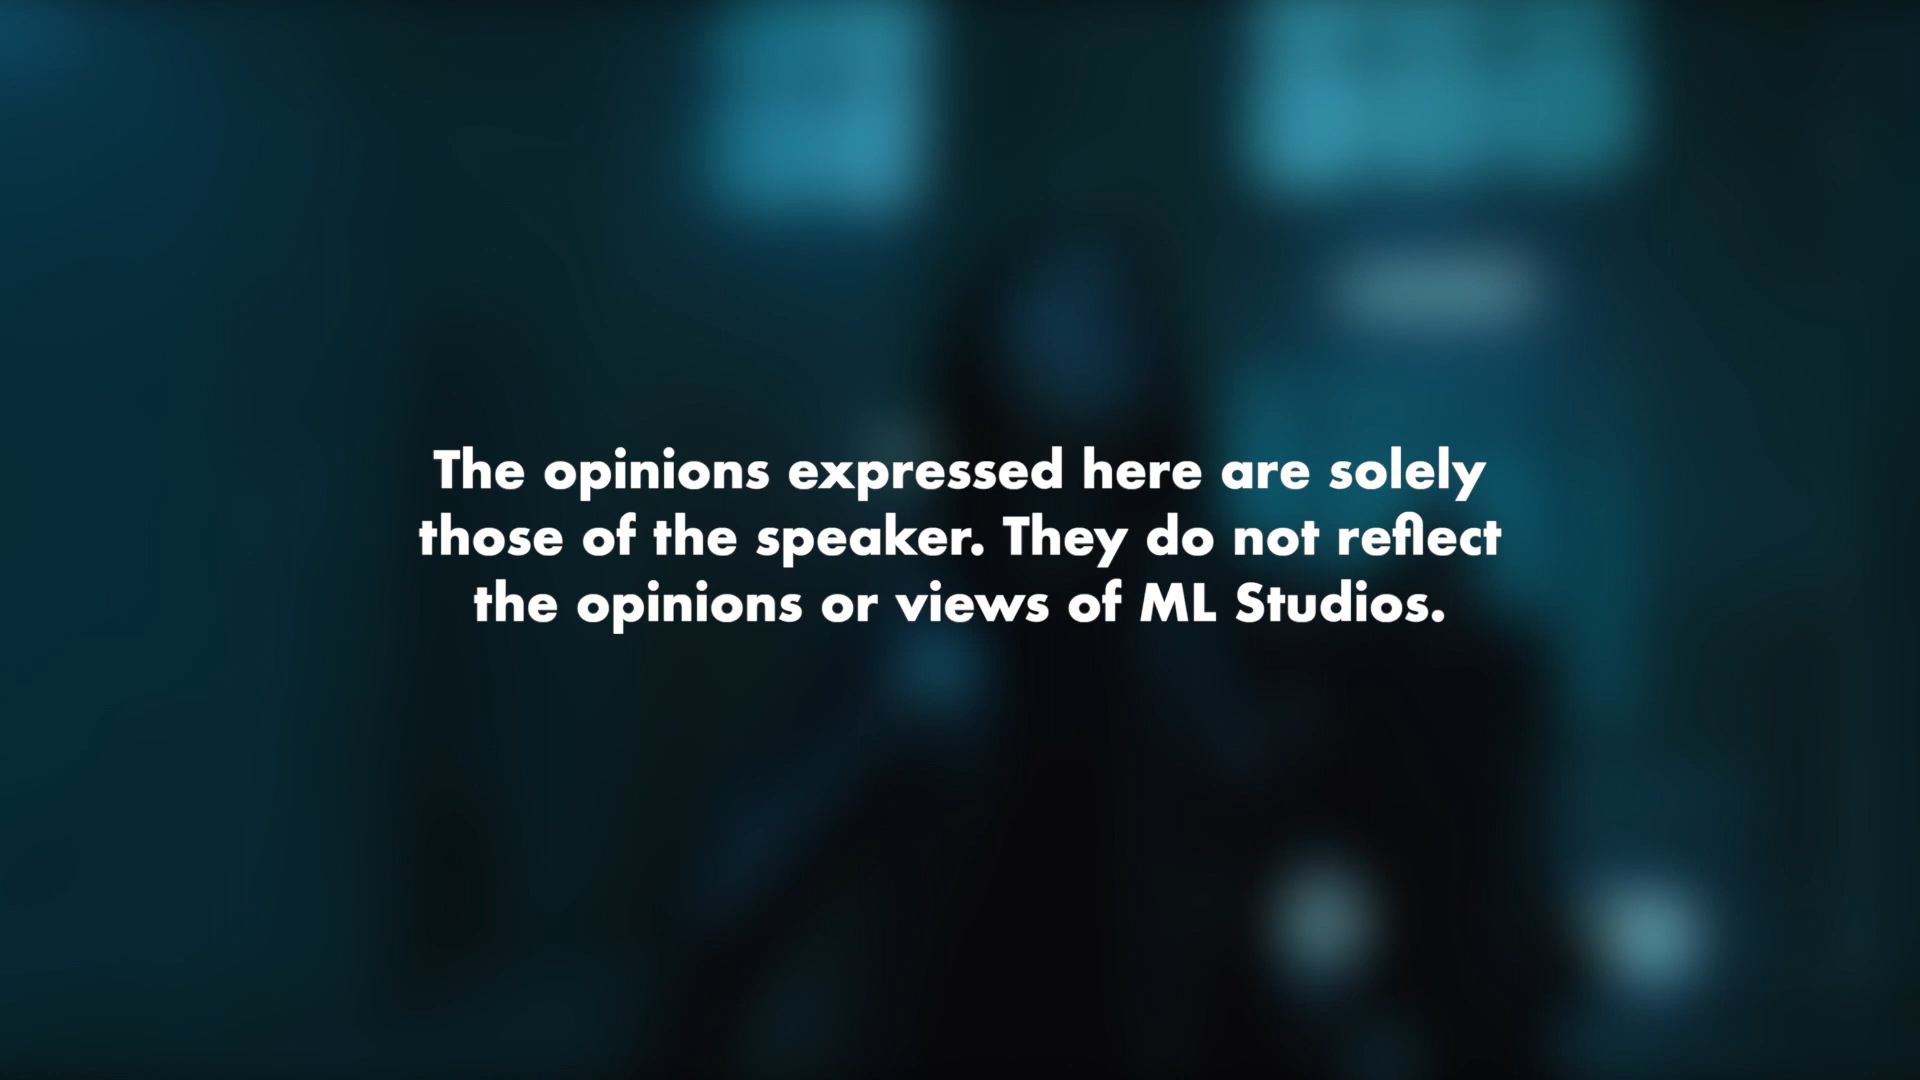 The opinions expressed here are solely
those of the speaker. They do not reflect
the opinions or views of ML Studios.